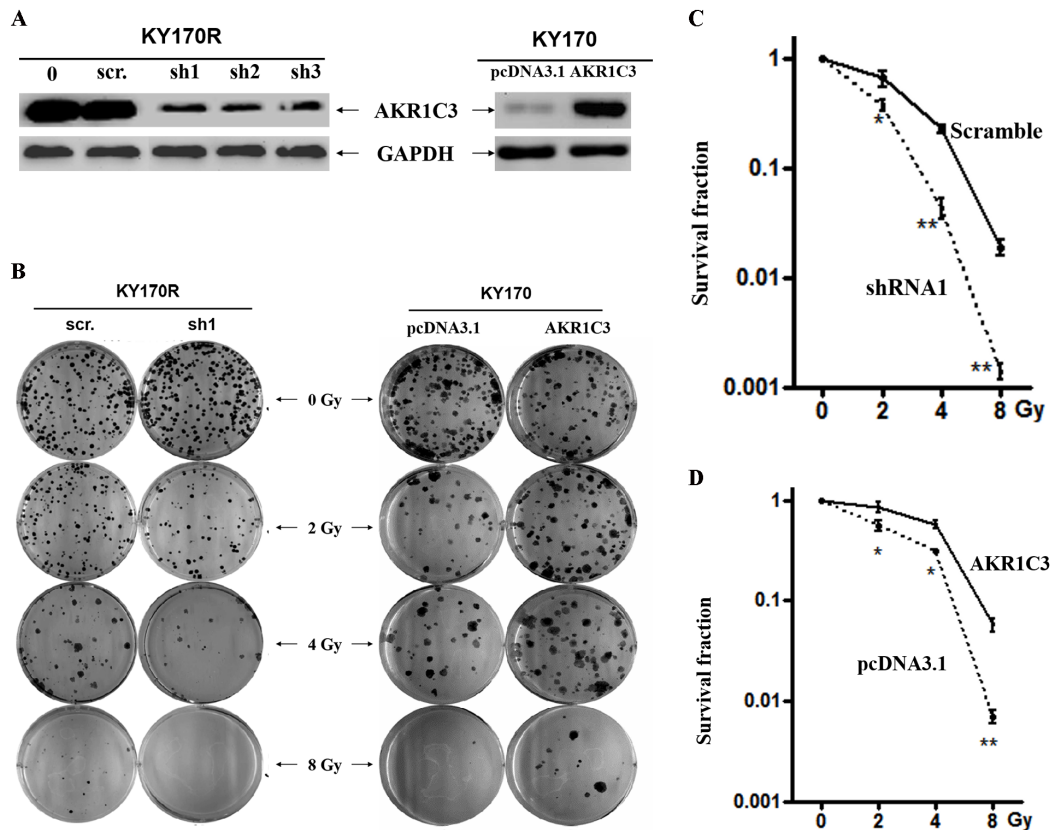 A
KY170R
0 scr. sh1 sh2 sh3
KY170
pcDNA3.1 AKR1C3
AKR1C3
GAPDH
B
KY170R
scr. sh1
KY170
pcDNA3.1 AKR1C3
0 Gy
2 Gy
4 Gy
8 Gy
C
Survival fraction
1
0.1
0.01
0.001
Scramble
*
**
shRNA1
**
0 2 4 8 Gy
D
Survival fraction
1
0.1
0.01
0.001
AKR1C3
*
*
pcDNA3.1
**
0 2 4 8 Gy